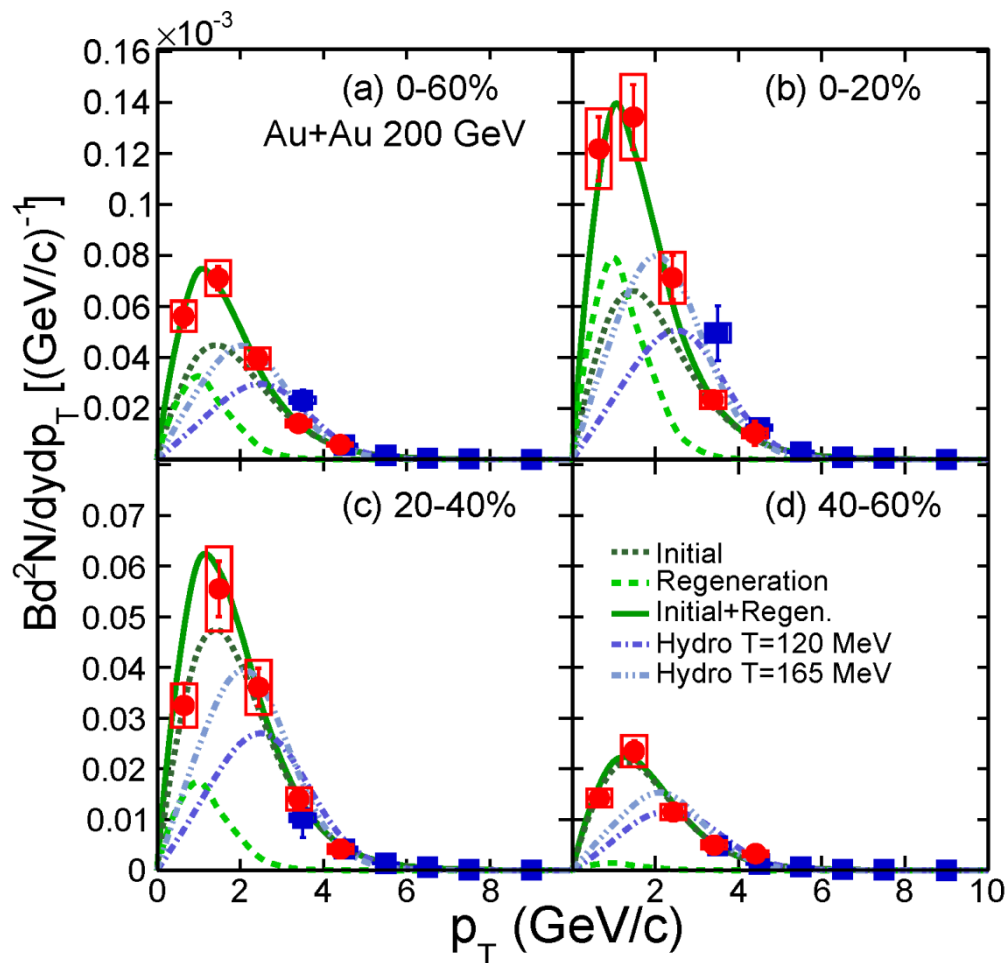 ×10⁻³
0.16
0.14
0.12
0.1
0.08
0.06
0.04
0.02
(a) 0-60%
Au+Au 200 GeV
(b) 0-20%
Bd²N/dydp_T [(GeV/c)⁻¹]
0.07
0.06
0.05
0.04
0.03
0.02
0.01
0
(c) 20-40%
(d) 40-60%
Initial
Regeneration
Initial+Regen.
Hydro T=120 MeV
Hydro T=165 MeV
0 2 4 6 8 2 4 6 8 10
p_T (GeV/c)